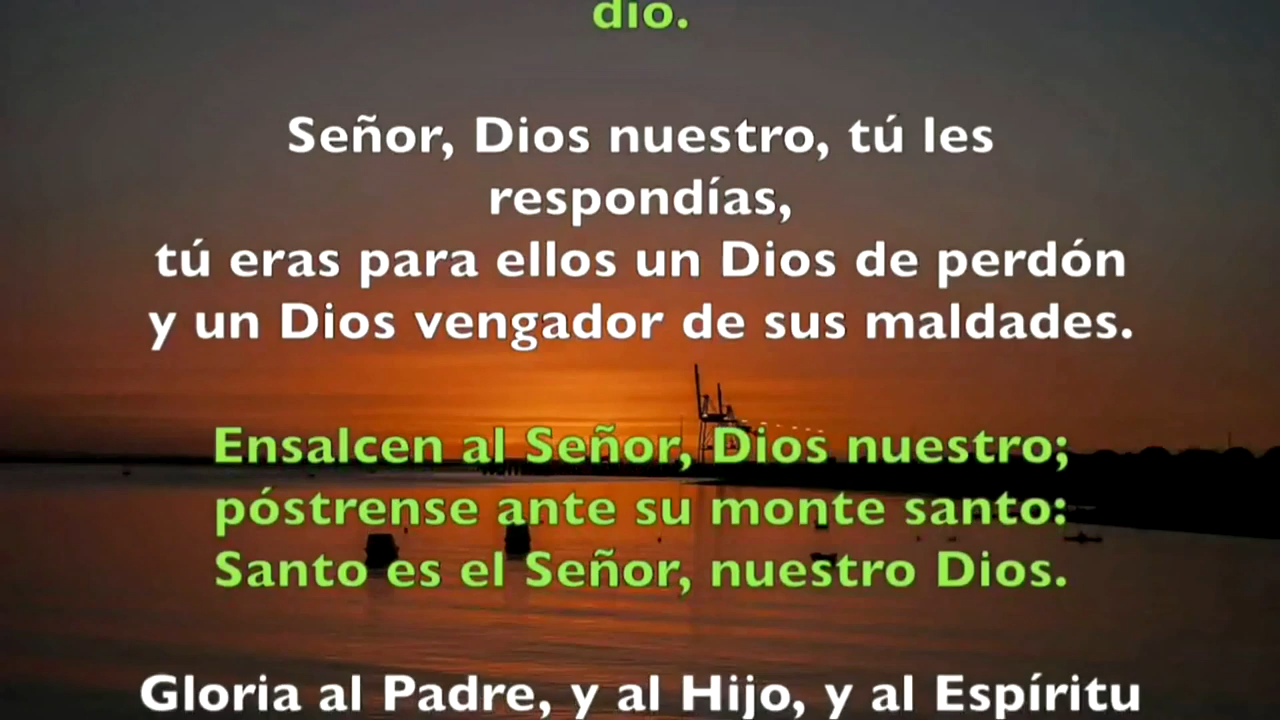 dio.
Señor, Dios nuestro, tú les
respondías,
tú eras para ellos un Dios de perdón
y un Dios vengador de sus maldades.
Ensalcen al Señor, Dios nuestro;
póstrense ante su monte santo:
Santo es el Señor, nuestro Dios.
Gloria al Padre, y al Hijo, y al Espíritu